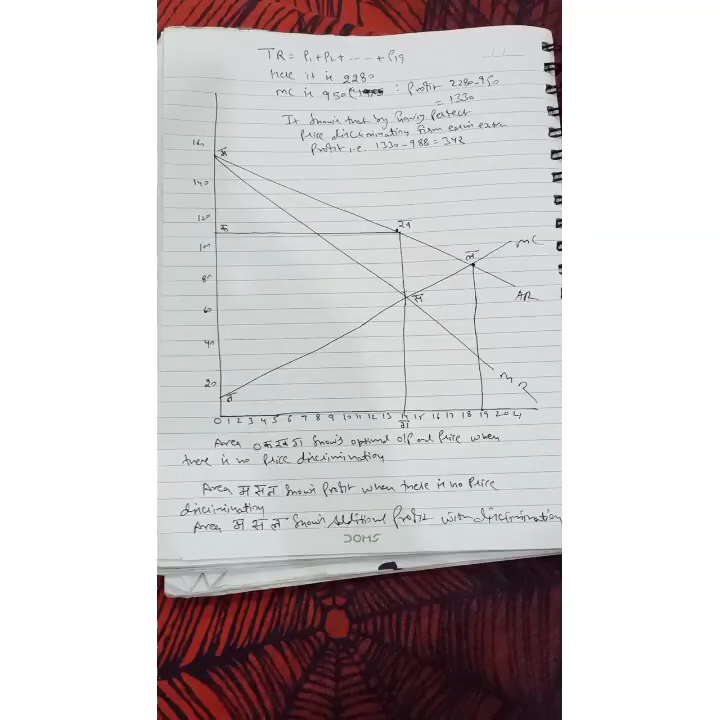 TR = P1+P2+ ---- + P19
here it is 2280
mc is 950 : Profit 2280-950
= 1330
It shows that by having perfect
Price discriminating firm earn extra
Profit i.e. 1330-988=342
160
म
140
120
क
ख
100
mC
ल
80
AR
स
60
40
20
न
m R
0 1 2 3 4 5 6 7 8 9 10 11 12 13 14 15 16 17 18 19 20 21
ग
Area 0 क ख ग shows optimal o/p and Price when
there is no Price discrimination
Area म स न shows Profit when there is no Price
discrimination
Area म स ल shows additional Profit with discrimination
DOMS